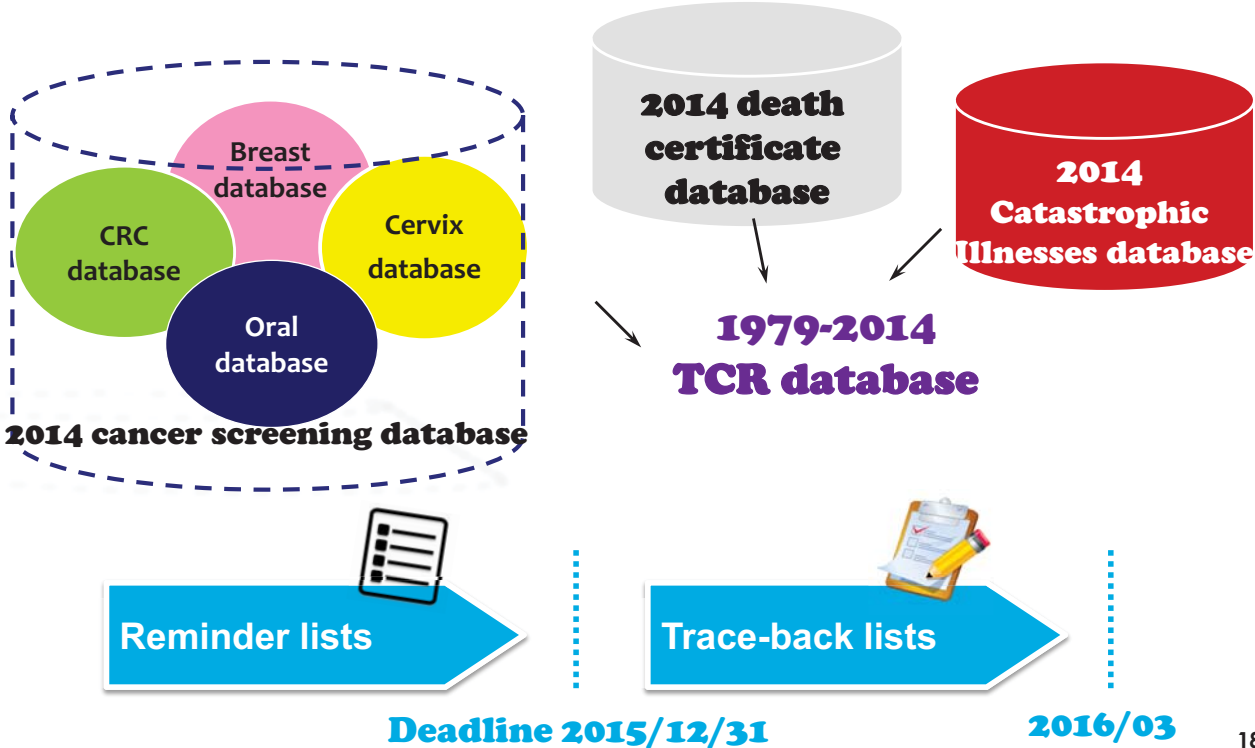 Breast
database
CRC
database
Cervix
database
Oral
database
2014 cancer screening database
2014 death
certificate
database
2014
Catastrophic
Illnesses database
1979-2014
TCR database
Reminder lists
Trace-back lists
Deadline 2015/12/31
2016/03
18